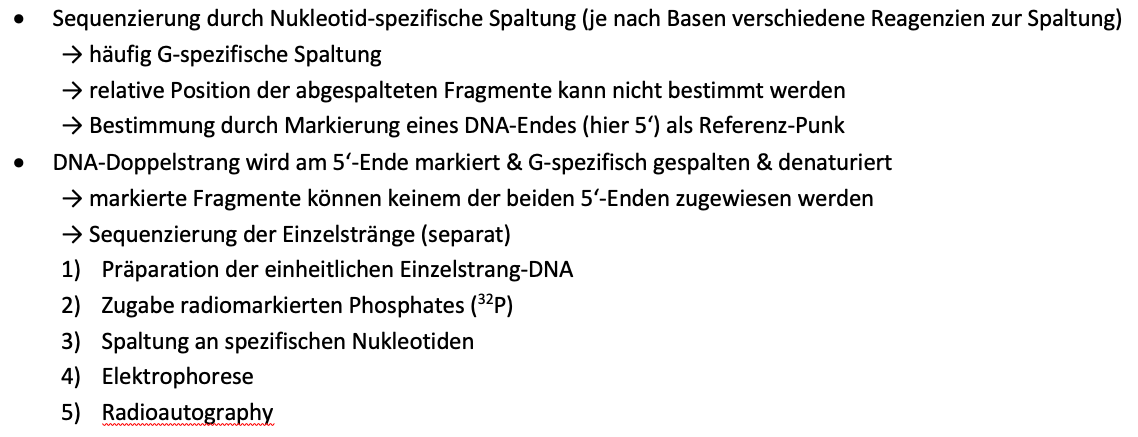 • Sequenzierung durch Nukleotid-spezifische Spaltung (je nach Basen verschiedene Reagenzien zur Spaltung)
→ häufig G-spezifische Spaltung
→ relative Position der abgespalteten Fragmente kann nicht bestimmt werden
→ Bestimmung durch Markierung eines DNA-Endes (hier 5‘) als Referenz-Punk
• DNA-Doppelstrang wird am 5‘-Ende markiert & G-spezifisch gespalten & denaturiert
→ markierte Fragmente können keinem der beiden 5‘-Enden zugewiesen werden
→ Sequenzierung der Einzelstränge (separat)
1) Präparation der einheitlichen Einzelstrang-DNA
2) Zugabe radiomarkierten Phosphates (³²P)
3) Spaltung an spezifischen Nukleotiden
4) Elektrophorese
5) Radioautography